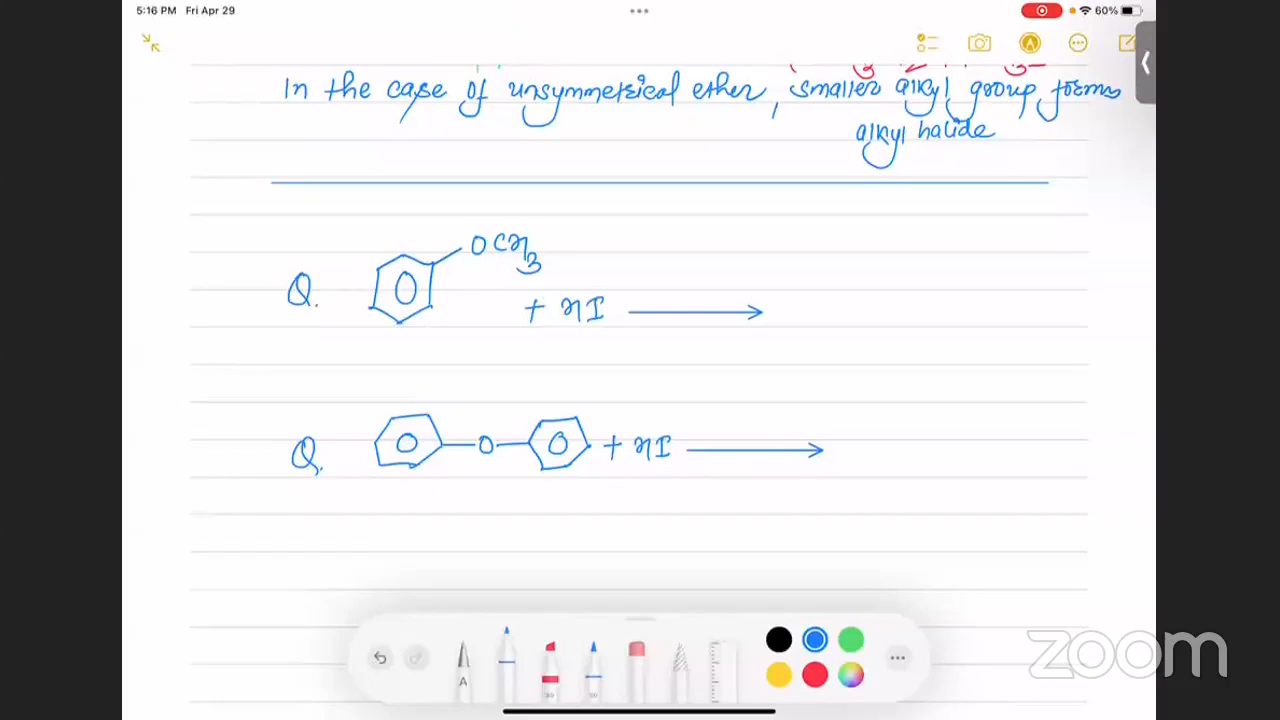 5:16 PM Fri Apr 29
60%
In the case of unsymmetrical ether, smaller alkyl group forms
alkyl halide
Q. OCH3
+ HI
Q. O + HI
A
zoom